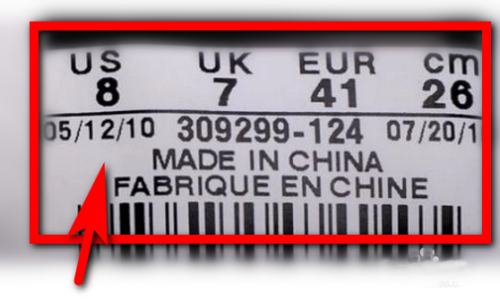 US UK EUR cm
8 7 41 26
05/12/10 309299-124 07/20/1
MADE IN CHINA
FABRIQUE EN CHINE